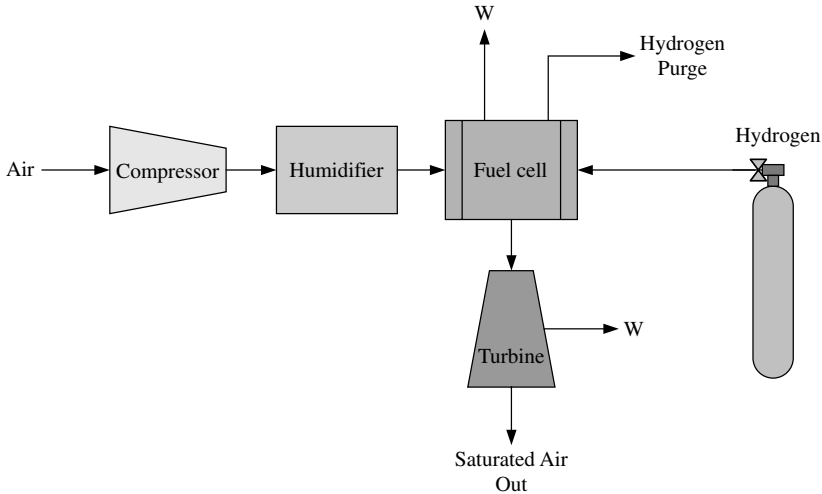 W
Hydrogen
Purge
Hydrogen
Air
Compressor
Humidifier
Fuel cell
W
Turbine
Saturated Air
Out